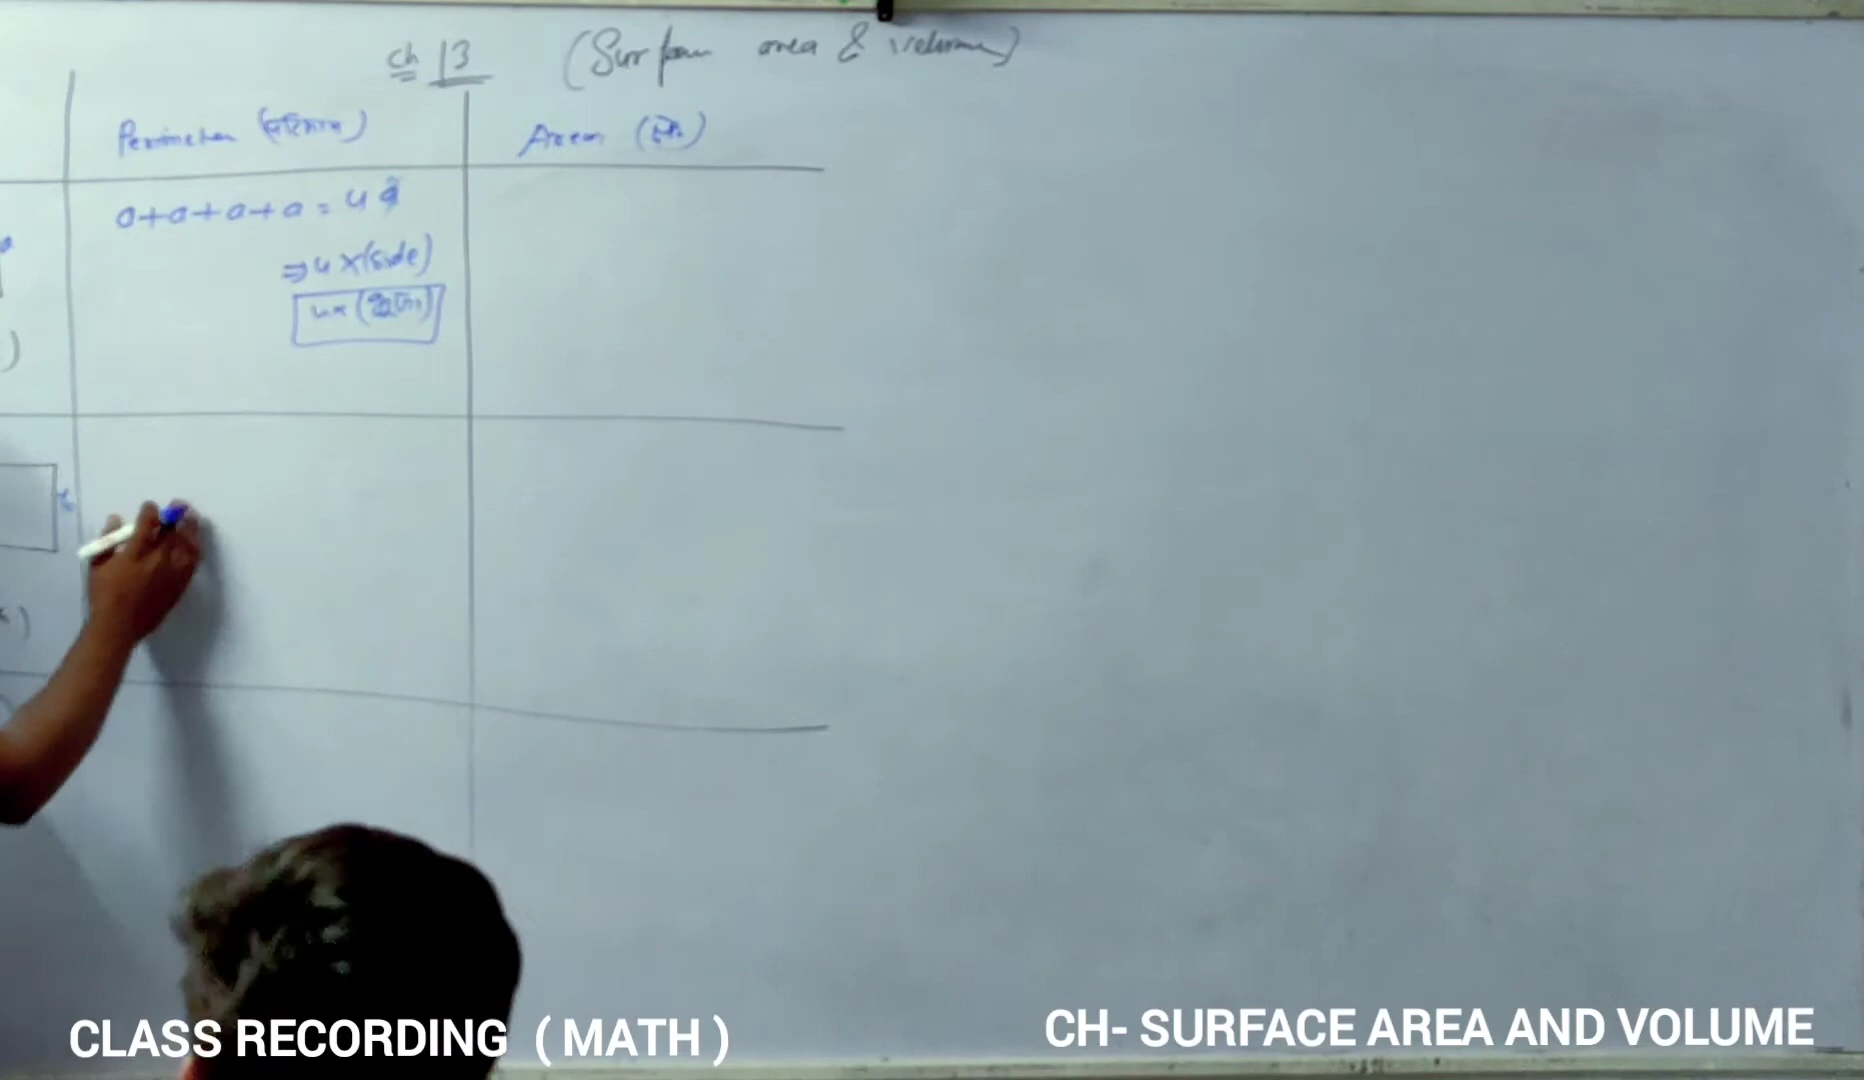 ch 13 (Surface area & volume)
Perimeter (परिमाप)
Area (क्षे.)
a+a+a+a = 4a
⇒ 4 ×(side)
4× (भुजा)
CLASS RECORDING ( MATH )
CH- SURFACE AREA AND VOLUME